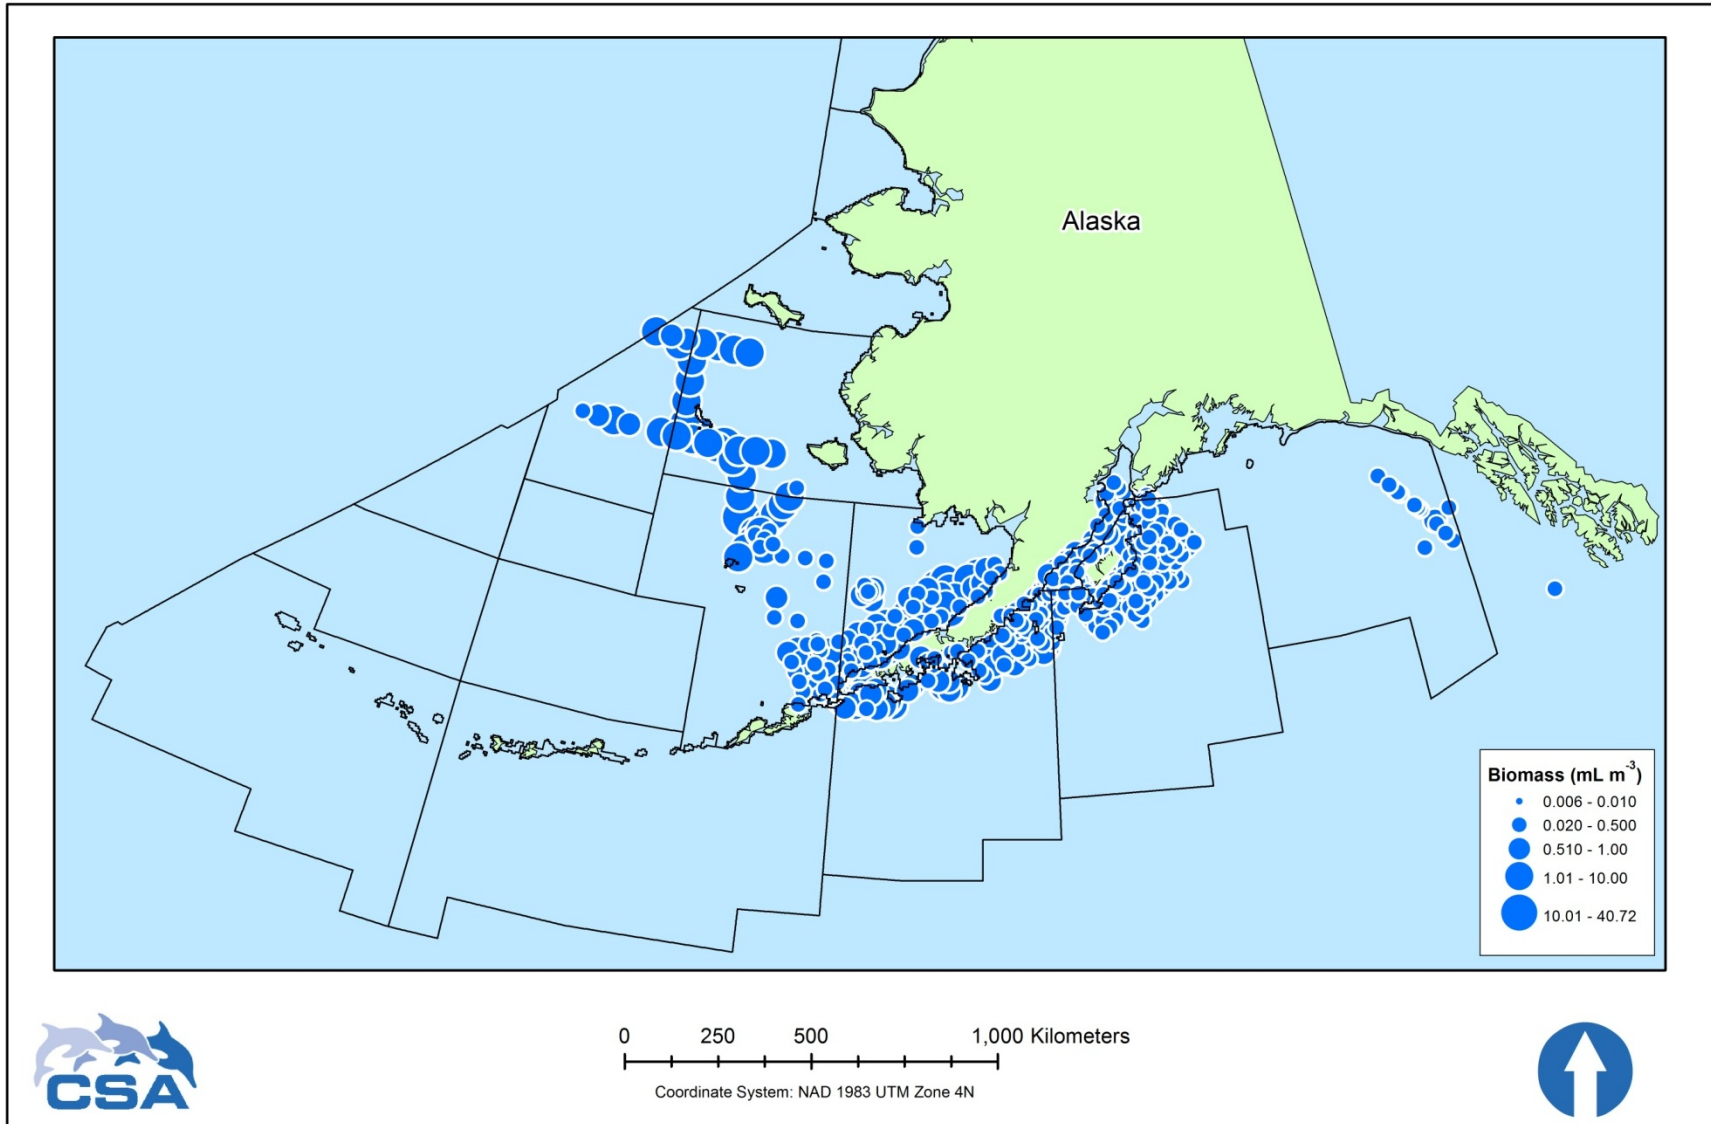 Alaska
Biomass (mL m-3)
0.006 - 0.010
0.020 - 0.500
0.510 - 1.00
1.01 - 10.00
10.01 - 40.72
CSA
0 250 500 1,000 Kilometers
Coordinate System: NAD 1983 UTM Zone 4N